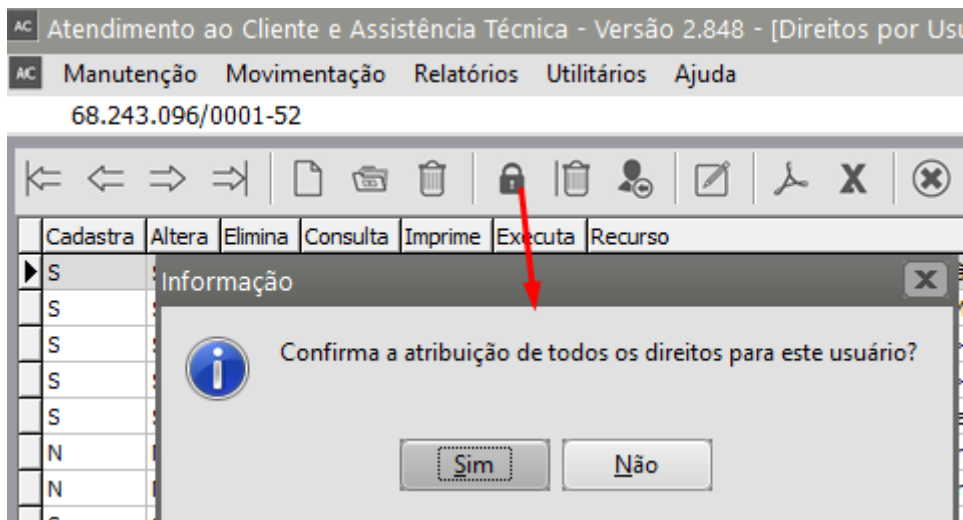 AC Atendimento ao Cliente e Assistência Técnica - Versão 2.848 - [Direitos por
AC Manutenção Movimentação Relatórios Utilitários Ajuda
68.243.096/0001-52
Cadastra Altera Elimina Consulta Imprime Executa Recurso
S
Informação
S
S
Confirma a atribuição de todos os direitos para este usuário?
S
S
N
Sim Não
N